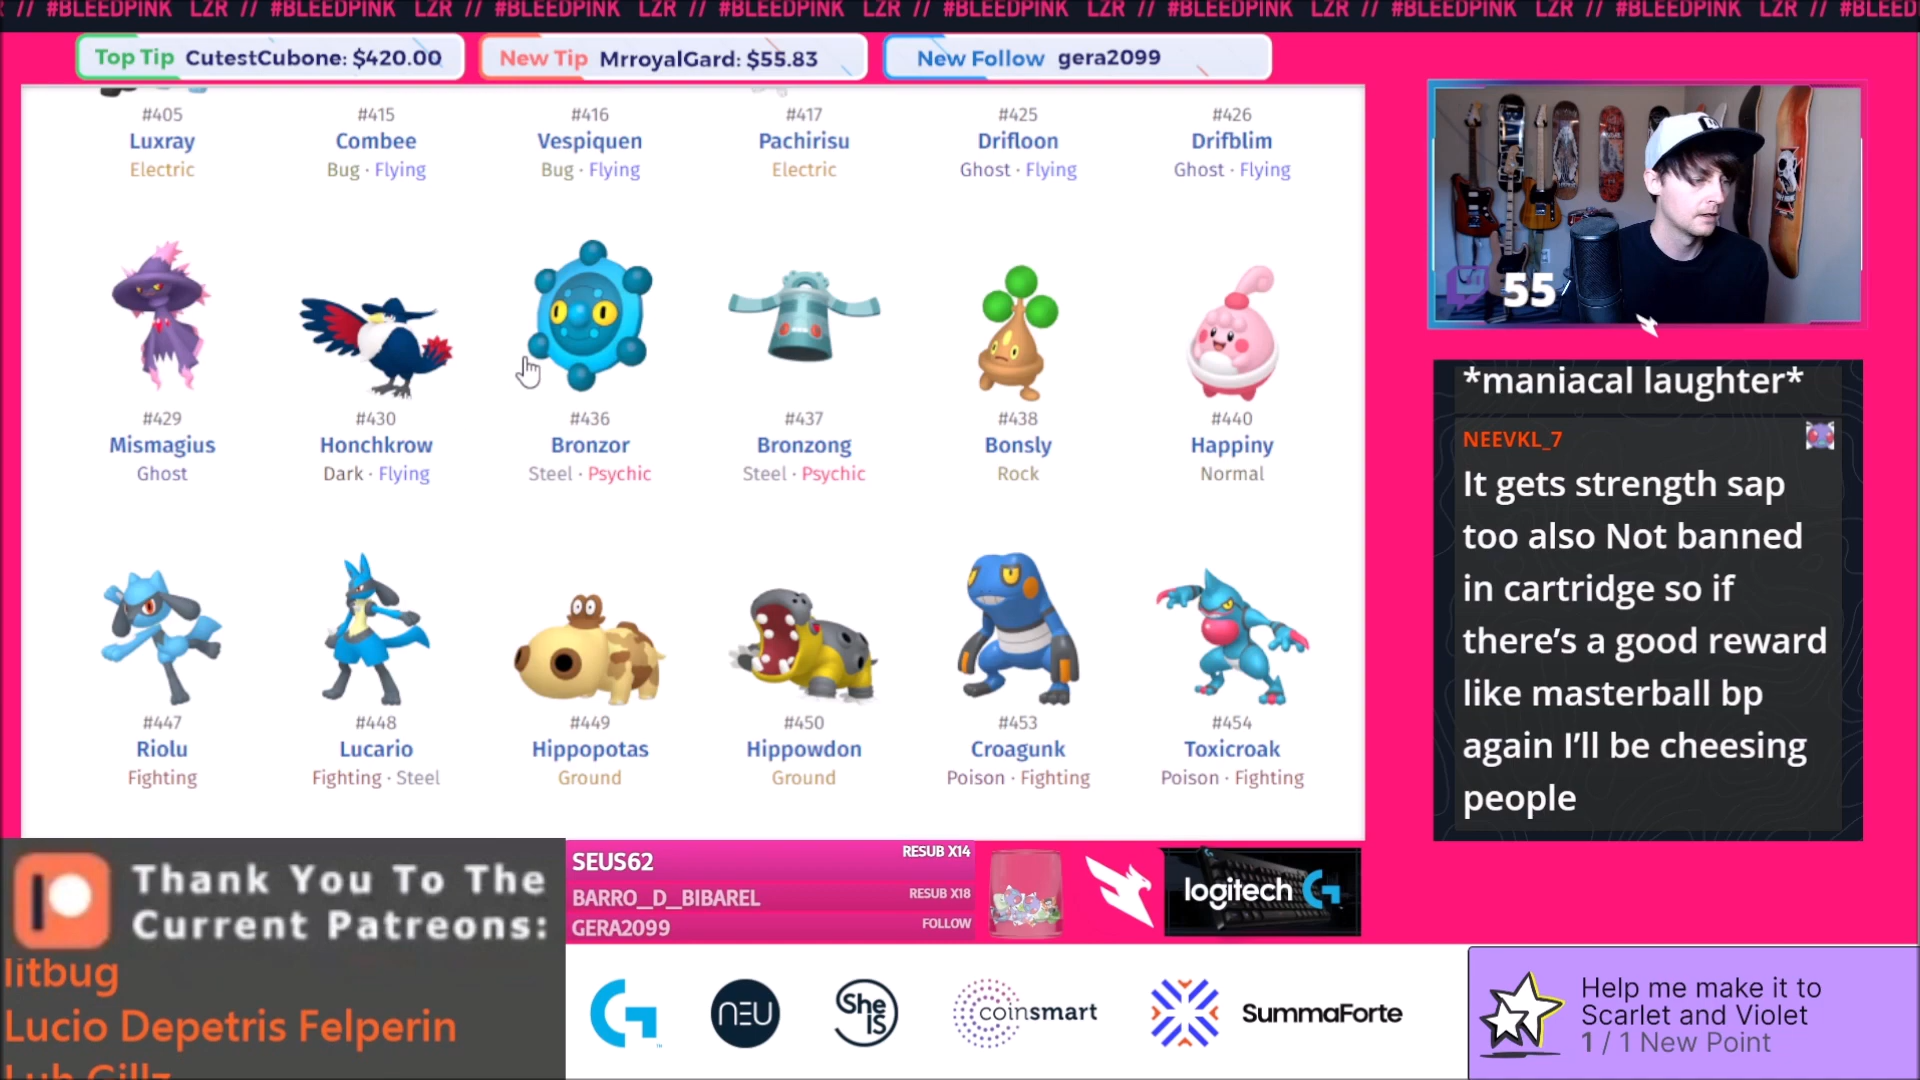 // #BLEEDPINK LZR // #BLEEDPINK LZR // #BLEEDPINK LZR // #BLEEDPINK LZR // #BLEEDPINK LZR // #BLEEDPINK LZR // #BLEEDPINK LZR // #BLEEDPINK LZR // #BLEED
Top Tip CutestCubone: $420.00
New Tip MrroyalGard: $55.83
New Follow gera2099
#405 #415 #416 #417 #425 #426
Luxray Combee Vespiquen Pachirisu Drifloon Drifblim
Electric Bug · Flying Bug · Flying Electric Ghost · Flying Ghost · Flying
#429 #430 #436 #437 #438 #440
Mismagius Honchkrow Bronzor Bronzong Bonsly Happiny
Ghost Dark · Flying Steel · Psychic Steel · Psychic Rock Normal
#447 #448 #449 #450 #453 #454
Riolu Lucario Hippopotas Hippowdon Croagunk Toxicroak
Fighting Fighting · Steel Ground Ground Poison · Fighting Poison · Fighting
55
*maniacal laughter*
NEEVKL_7
It gets strength sap
too also Not banned
in cartridge so if
there's a good reward
like masterball bp
again I'll be cheesing
people
Thank You To The
Current Patreons:
litbug
Lucio Depetris Felperin
Luh Gillz
SEUS62 RESUB X14
BARRO_D_BIBAREL RESUB X18
GERA2099 FOLLOW
logitech G
G
NEU
She
IS
coinsmart
SummaForte
Help me make it to
Scarlet and Violet
1 / 1 New Point